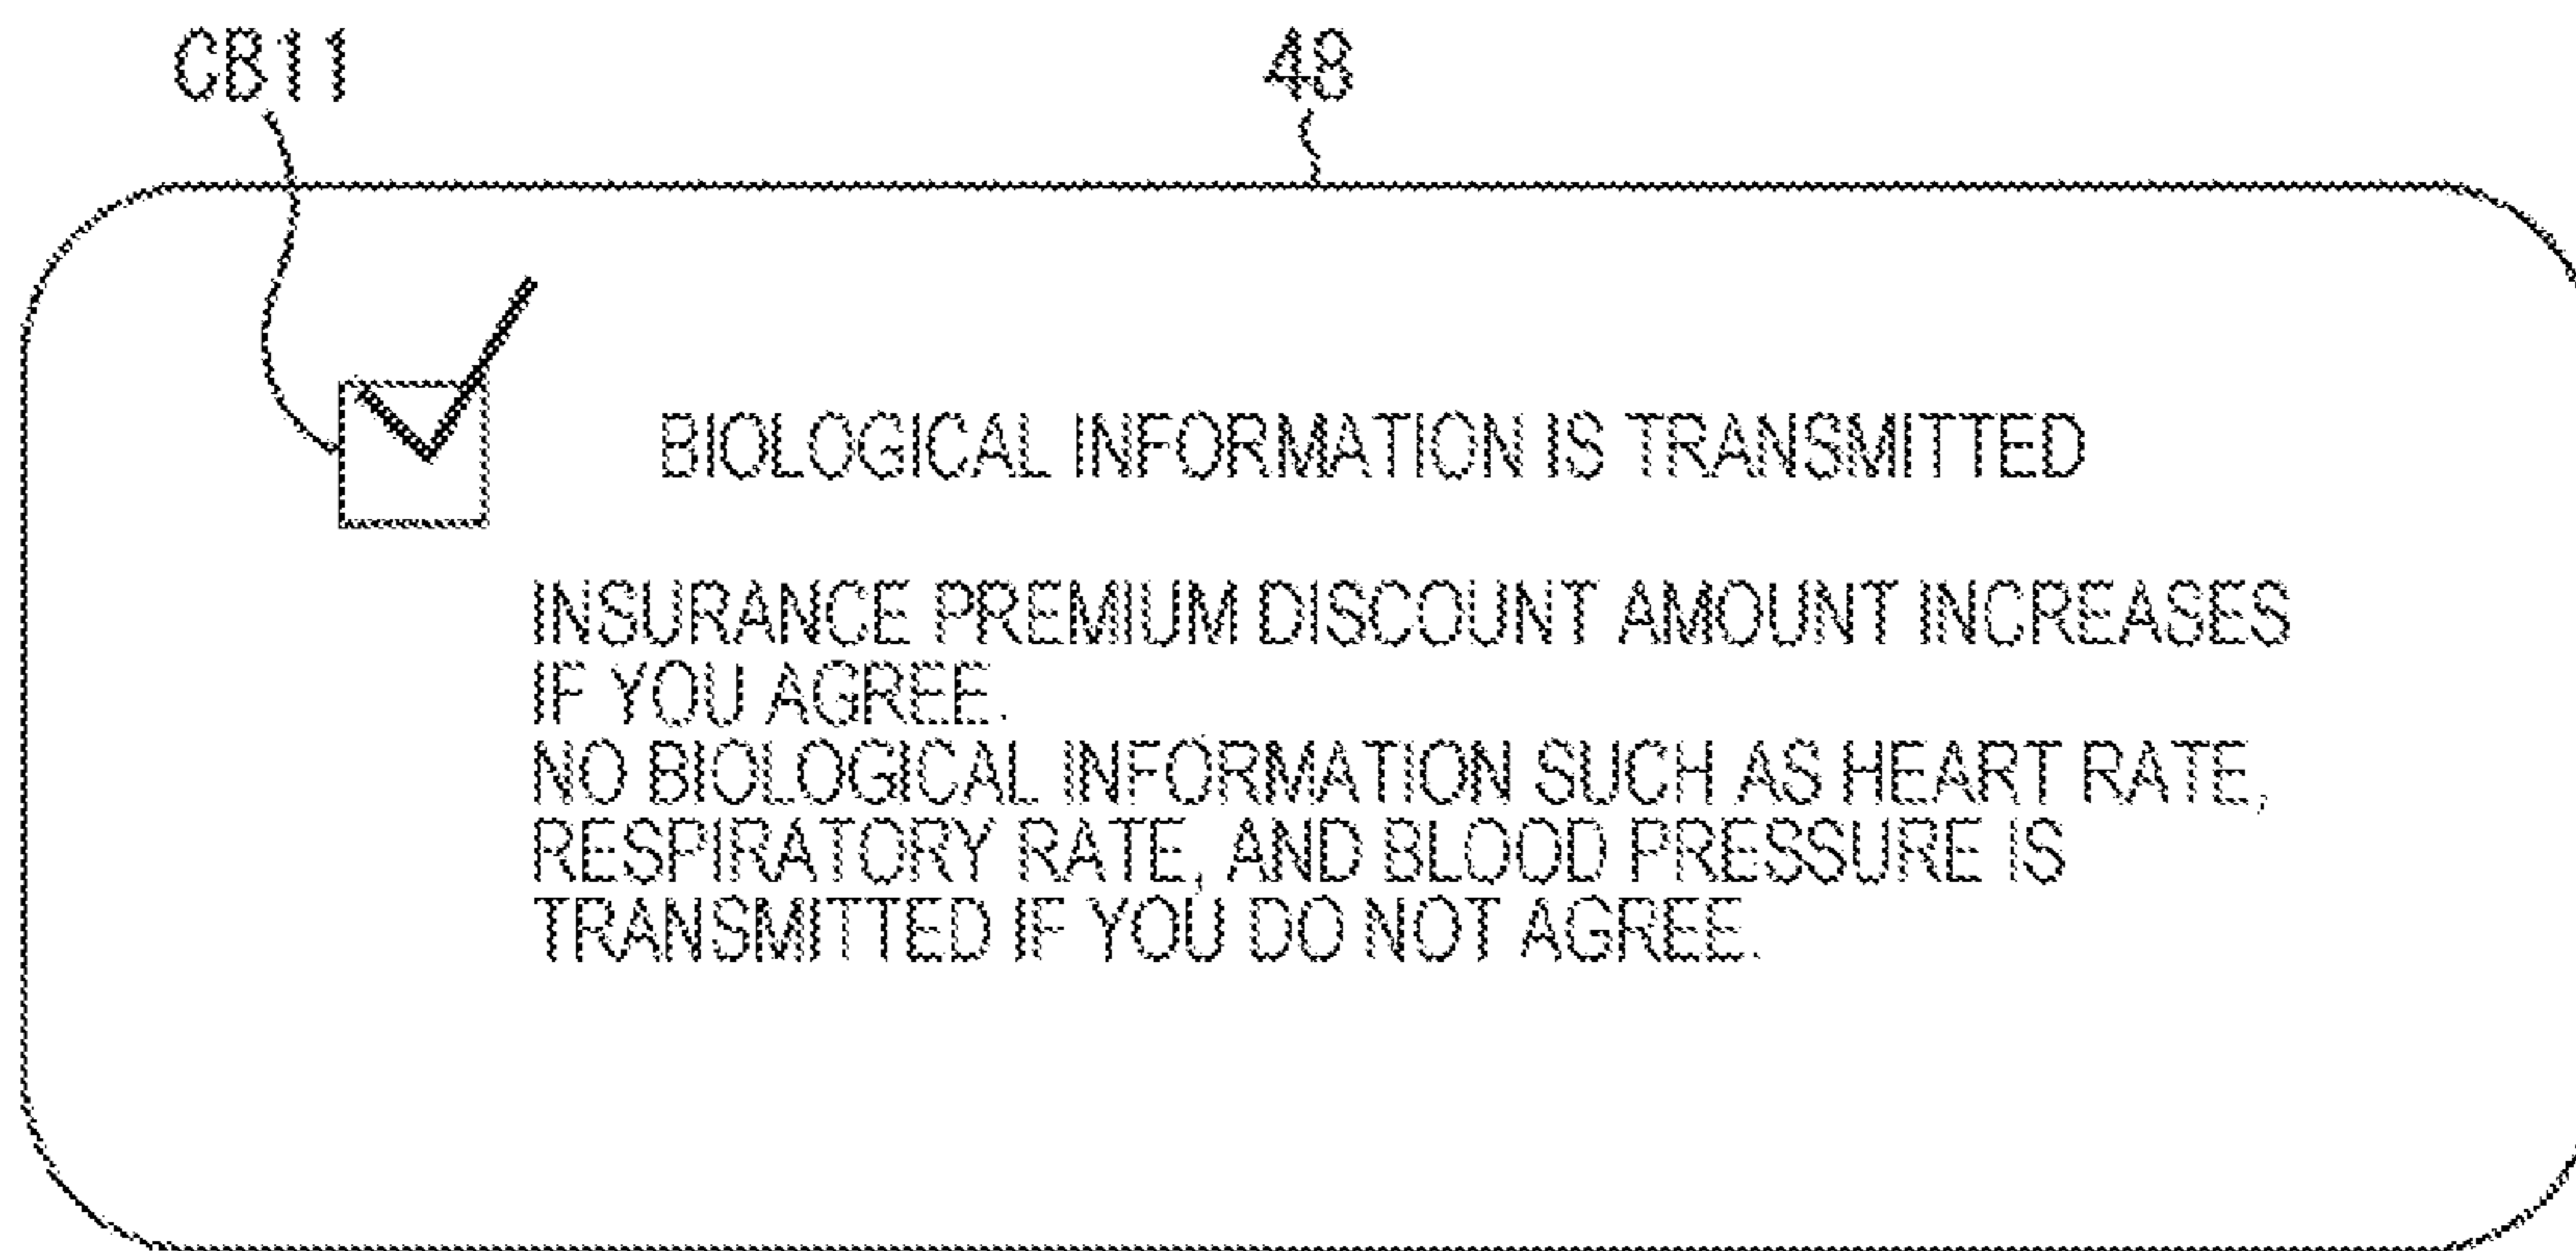 CB11
48
BIOLOGICAL INFORMATION IS TRANSMITTED
INSURANCE PREMIUM DISCOUNT AMOUNT INCREASES
IF YOU AGREE.
NO BIOLOGICAL INFORMATION SUCH AS HEART RATE,
RESPIRATORY RATE, AND BLOOD PRESSURE IS
TRANSMITTED IF YOU DO NOT AGREE.